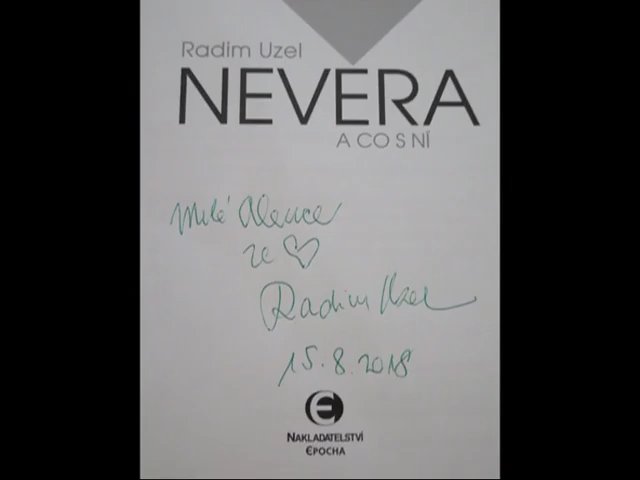 Radim Uzel
NEVERA
A CO S NÍ
Milé Alence
ze ♡
Radim Uzel
15.8.2018
NAKLADATELSTVÍ
EPOCHA